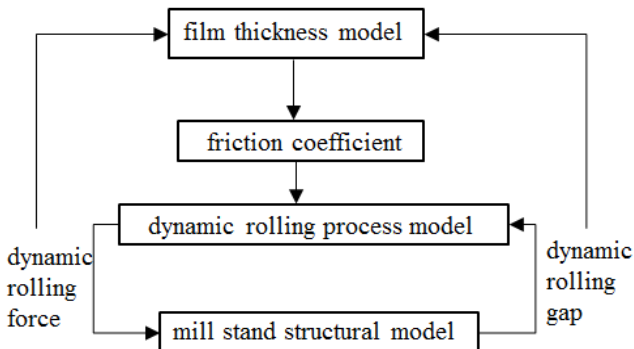 film thickness model
friction coefficient
dynamic rolling process model
dynamic
rolling
force
dynamic
rolling
gap
mill stand structural model